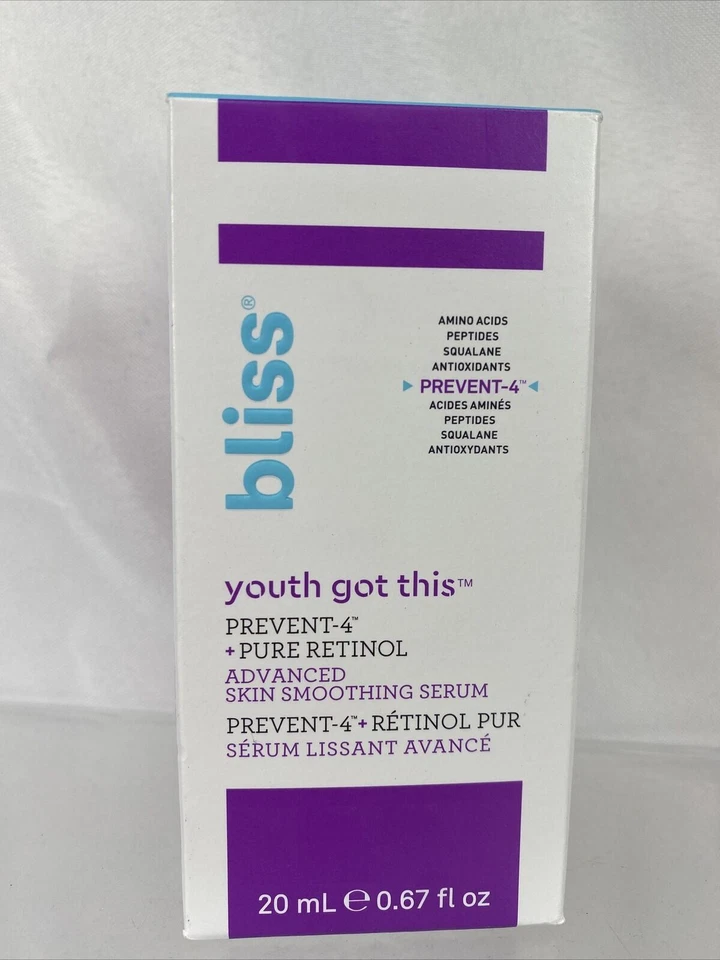 bliss®
AMINO ACIDS
PEPTIDES
SQUALANE
ANTIOXIDANTS
PREVENT-4™
ACIDES AMINÉS
PEPTIDES
SQUALANE
ANTIOXYDANTS
youth got this™
PREVENT-4™
+PURE RETINOL
ADVANCED
SKIN SMOOTHING SERUM
PREVENT-4™+RÉTINOL PUR
SÉRUM LISSANT AVANCÉ
20 mL ℮ 0.67 fl oz